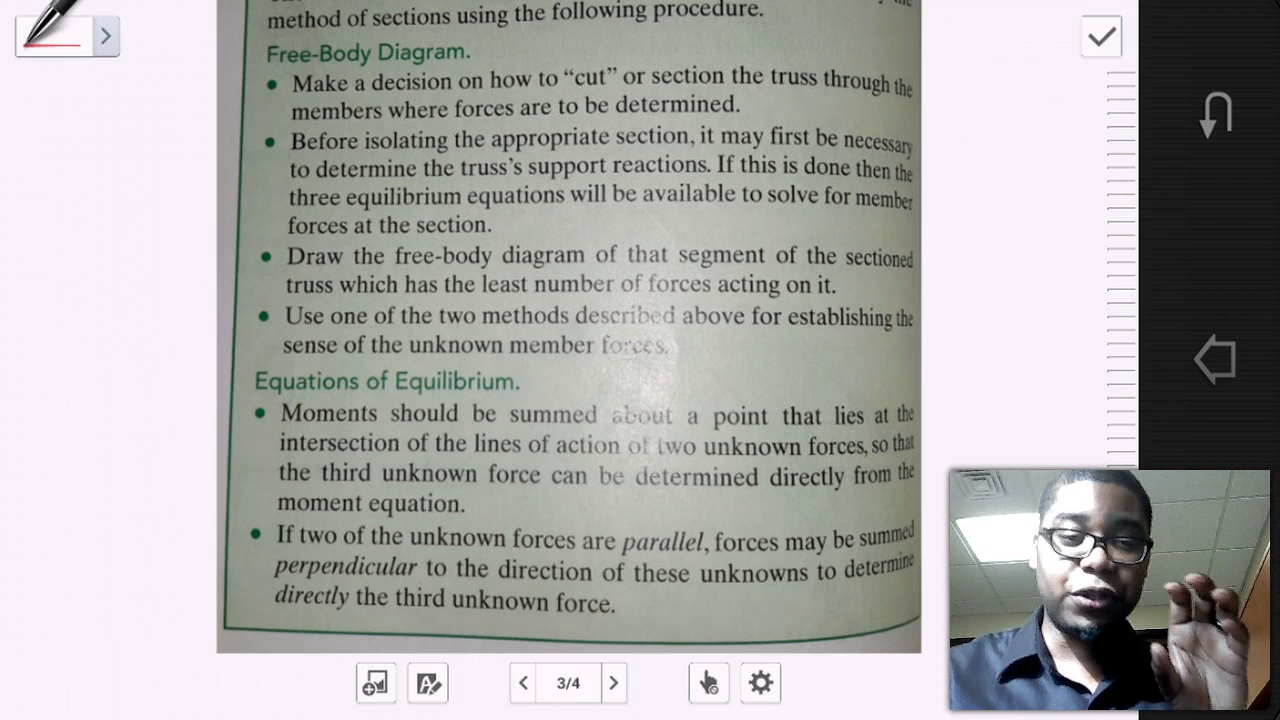 method of sections using the following procedure.
Free-Body Diagram.
• Make a decision on how to “cut” or section the truss through the
members where forces are to be determined.
• Before isolating the appropriate section, it may first be necessary
to determine the truss’s support reactions. If this is done then the
three equilibrium equations will be available to solve for member
forces at the section.
• Draw the free-body diagram of that segment of the sectioned
truss which has the least number of forces acting on it.
• Use one of the two methods described above for establishing the
sense of the unknown member forces.
Equations of Equilibrium.
• Moments should be summed about a point that lies at the
intersection of the lines of action of two unknown forces, so that
the third unknown force can be determined directly from the
moment equation.
• If two of the unknown forces are parallel, forces may be summed
perpendicular to the direction of these unknowns to determine
directly the third unknown force.
3/4